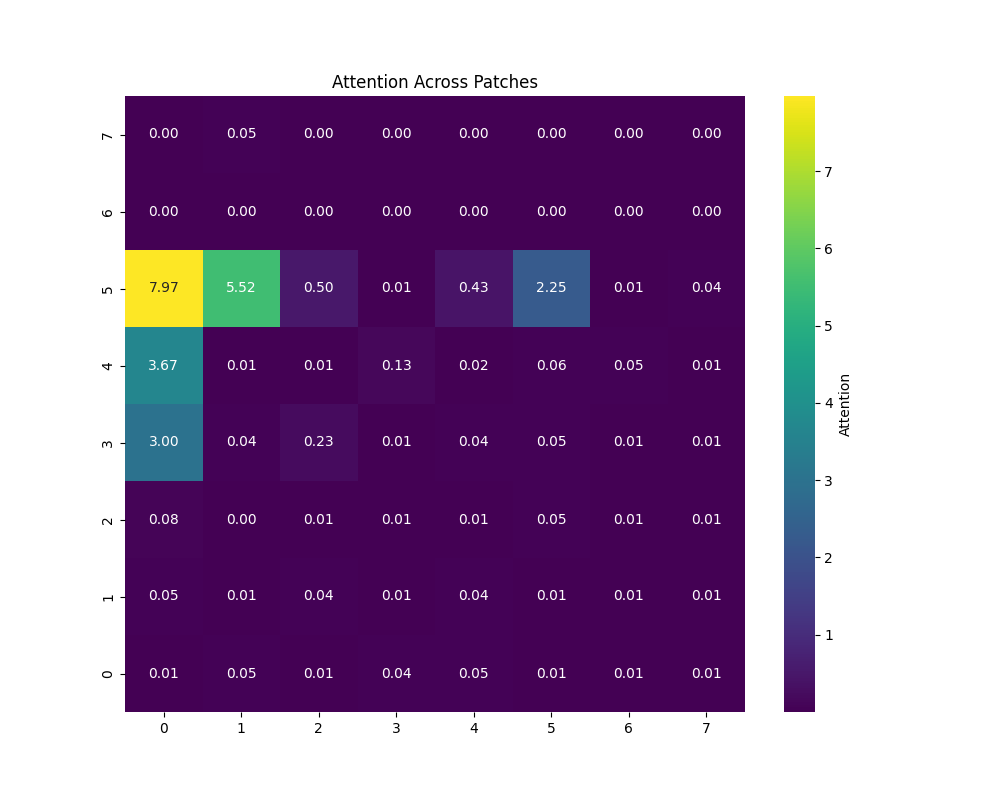 Attention Across Patches
7 0.00 0.05 0.00 0.00 0.00 0.00 0.00 0.00
6 0.00 0.00 0.00 0.00 0.00 0.00 0.00 0.00
5 7.97 5.52 0.50 0.01 0.43 2.25 0.01 0.04
4 3.67 0.01 0.01 0.13 0.02 0.06 0.05 0.01
3 3.00 0.04 0.23 0.01 0.04 0.05 0.01 0.01
2 0.08 0.00 0.01 0.01 0.01 0.05 0.01 0.01
1 0.05 0.01 0.04 0.01 0.04 0.01 0.01 0.01
0 0.01 0.05 0.01 0.04 0.05 0.01 0.01 0.01
0 1 2 3 4 5 6 7
7
6
5
4
3
2
1
Attention